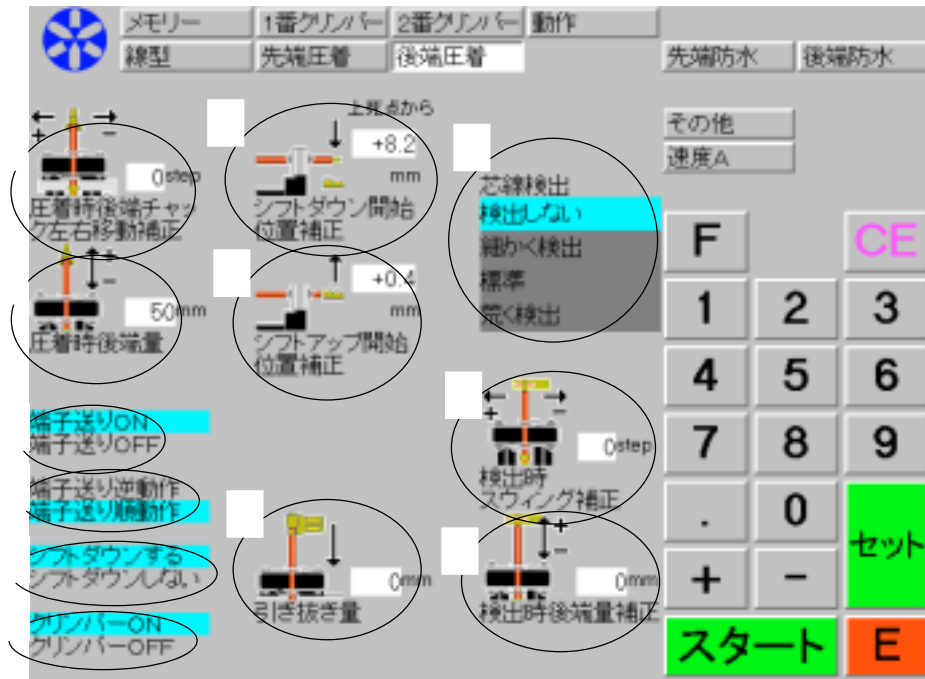 メモリー
1番クリンパー
2番クリンパー
動作
線型
先端圧着
後端圧着
先端防水
後端防水
その他
速度A
+
-
0step
圧着時後端チャッ
ク左右移動補正
上死点から
+8.2
mm
シフトダウン開始
位置補正
芯線検出
検出しない
細かく検出
標準
荒く検出
+
-
50mm
圧着時後端量
+0.4
mm
シフトアップ開始
位置補正
端子送りON
端子送りOFF
端子送り逆動作
端子送り順動作
シフトダウンする
シフトダウンしない
クリンパーON
クリンパーOFF
0mm
引き抜き量
+
-
0step
検出時
スウィング補正
+
-
0mm
検出時後端量補正
F
CE
1
2
3
4
5
6
7
8
9
.
0
セット
+
-
スタート
E